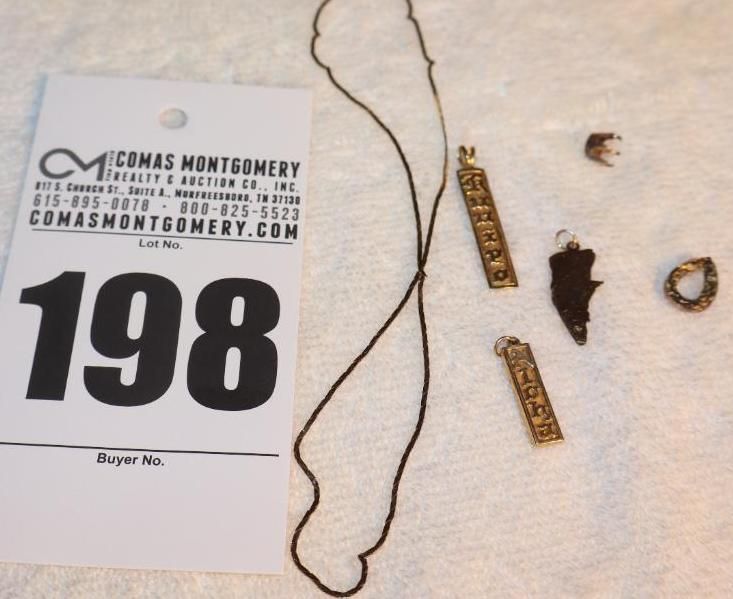 CM COMAS MONTGOMERY
REALTY & AUCTION CO., INC.
817 S. CHURCH ST., SUITE A., MURFREESBORO, TN 37130
615-895-0078 - 800-825-5523
COMASMONTGOMERY.COM
Lot No.
198
Buyer No.